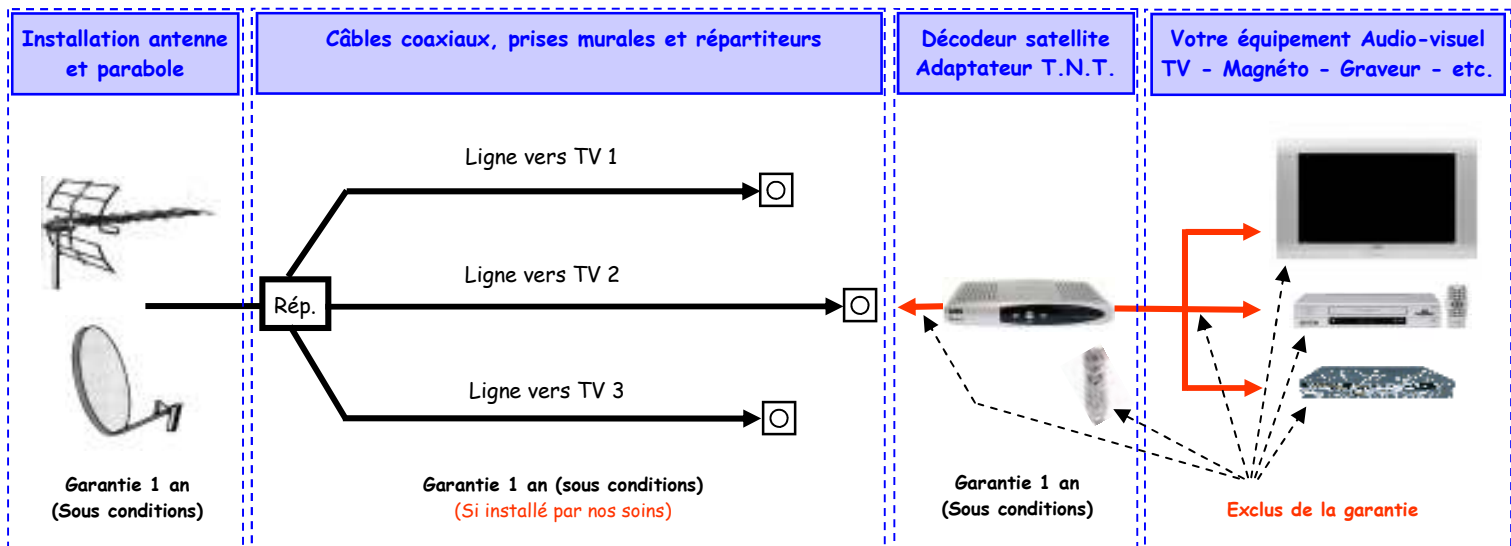 Installation antenne
et parabole
Câbles coaxiaux, prises murales et répartiteurs
Décodeur satellite
Adaptateur T.N.T.
Votre équipement Audio-visuel
TV - Magnéto - Graveur - etc.
Ligne vers TV 1
Ligne vers TV 2
Rép.
Ligne vers TV 3
Garantie 1 an
(Sous conditions)
Garantie 1 an (sous conditions)
(Si installé par nos soins)
Garantie 1 an
(Sous conditions)
Exclus de la garantie